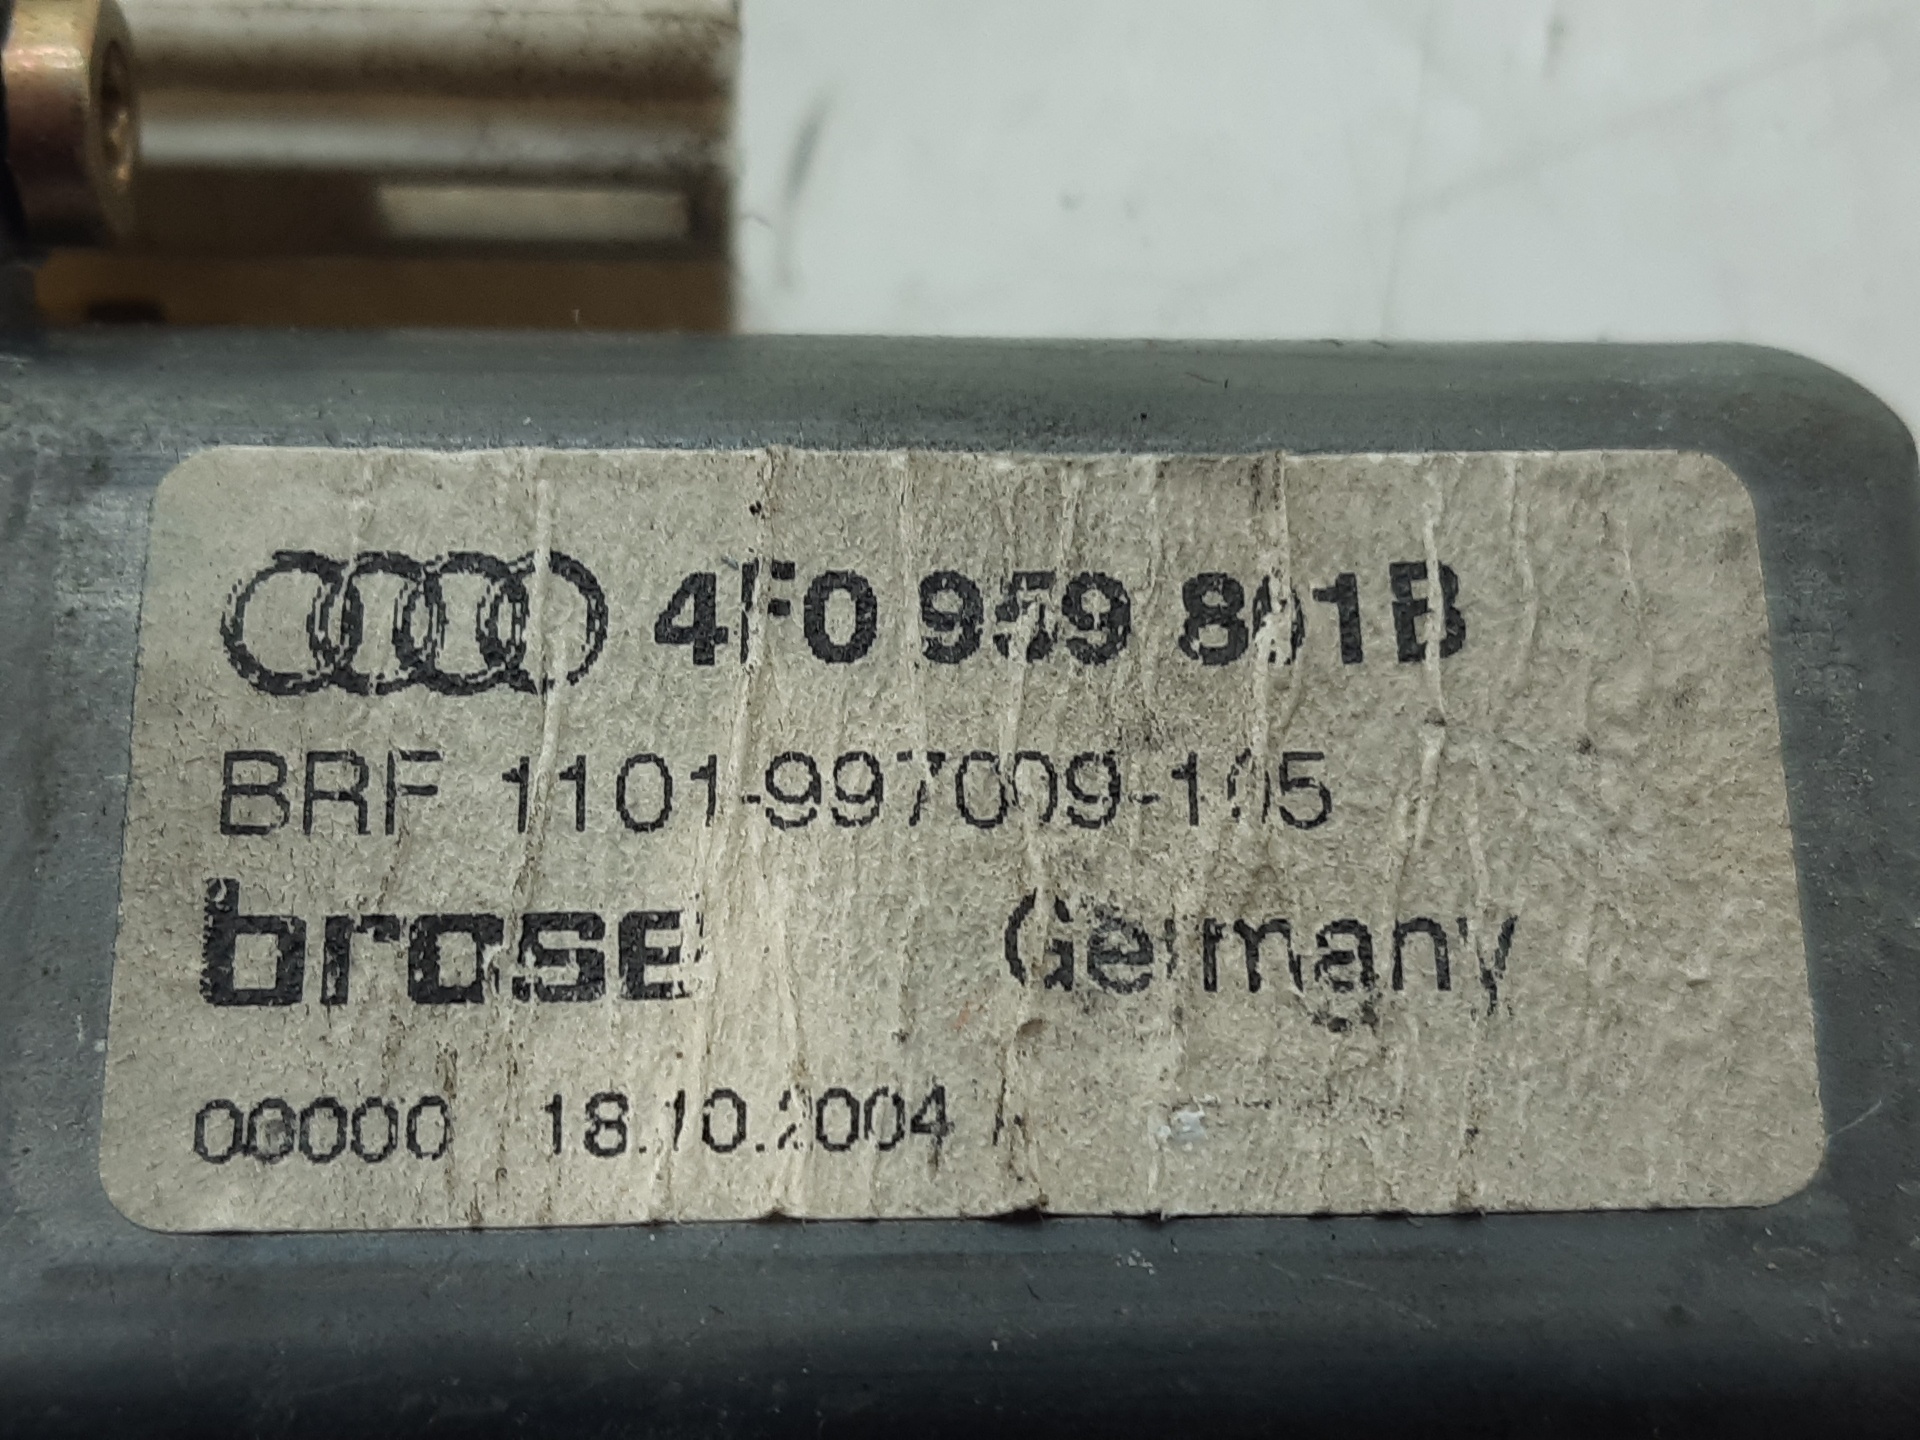 4F0 959 801B
BRF 1101-997009-105
brose Germany
00000 18.10.2004